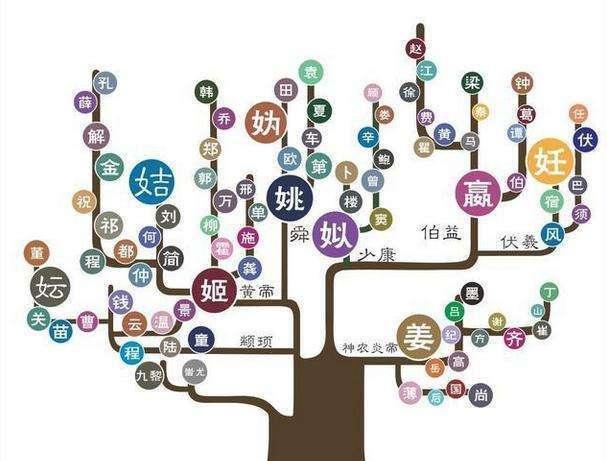 赵
江
徐
费
瞿
黄
马
秦
梁
钟
葛
谭
伯
嬴
伯益
任
伏
妊
巴
宿
须
风
伏羲
袁
夏
车
第
田
欧
妫
姚
舜
顾
娄
辛
鲍
卜
曾
楼
窦
姒
少康
韩
乔
郑
郭
万
邢
单
柳
施
霍
龚
姬
黄帝
孔
薛
解
金
祝
祁
程
都
仲
姞
刘
何
简
董
妘
关
苗
曹
钱
云
温
景
程
陆
童
颛顼
九黎
蚩尤
墨
吕
纪
方
谢
齐
山
崔
丁
姜
神农炎帝
高
岳
薄
后
国
尚